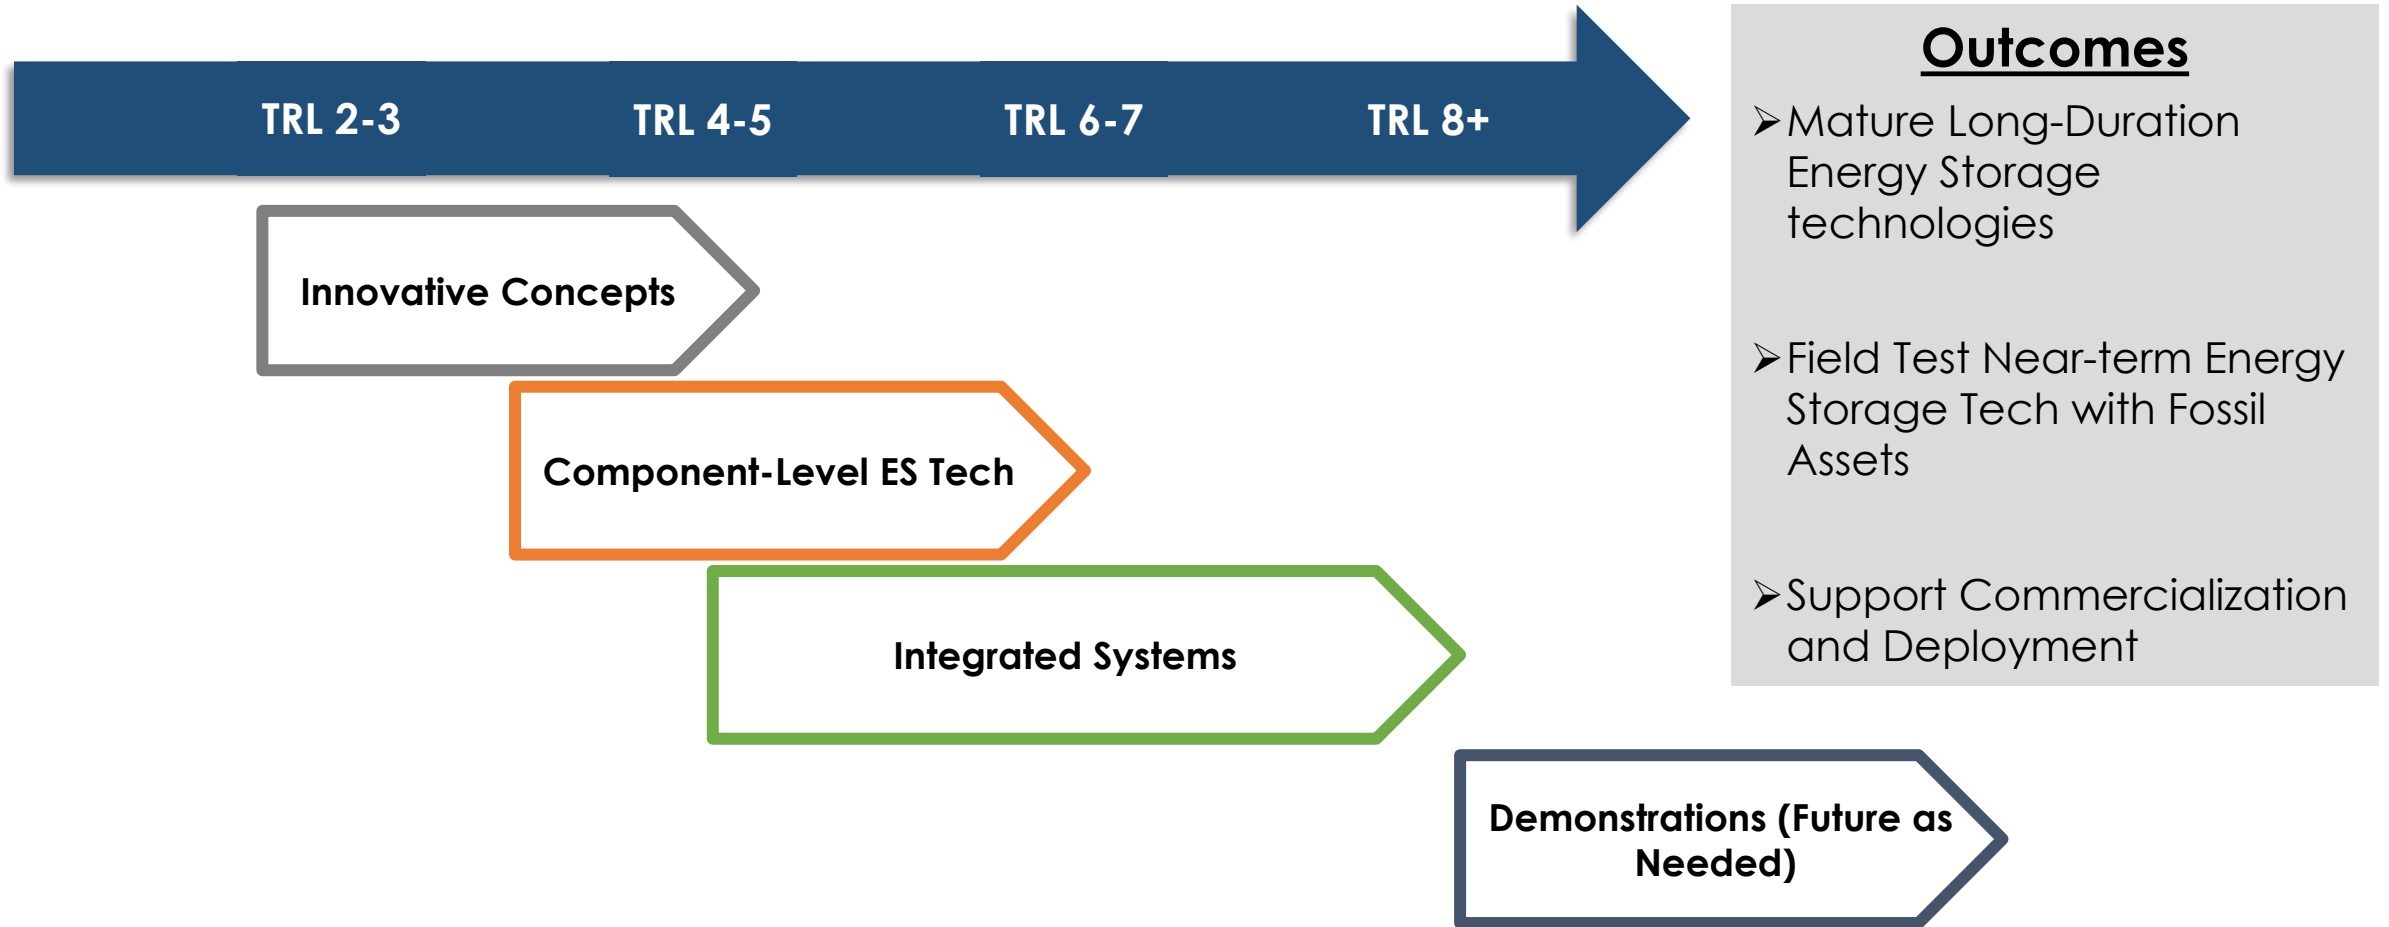 TRL 2-3
TRL 4-5
TRL 6-7
TRL 8+
Innovative Concepts
Component-Level ES Tech
Integrated Systems
Demonstrations (Future as
Needed)
Outcomes
➢Mature Long-Duration
Energy Storage
technologies
➢Field Test Near-term Energy
Storage Tech with Fossil
Assets
➢Support Commercialization
and Deployment